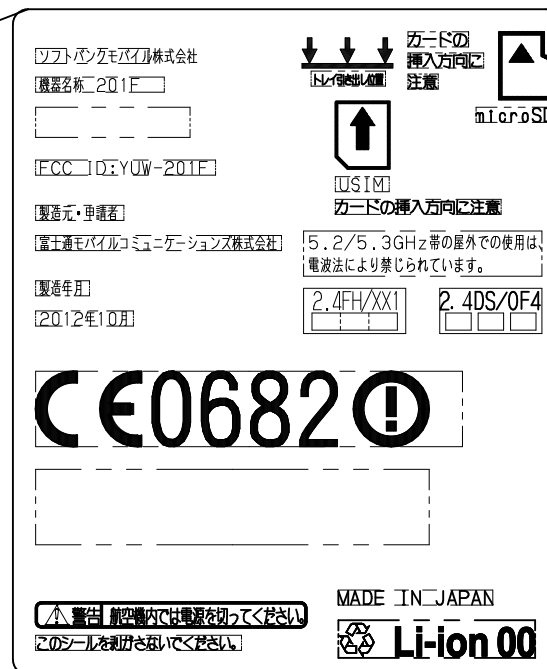 ソフトバンクモバイル株式会社
機器名称 201F
FCC ID:YUW-201F
製造元・申請者
富士通モバイルコミュニケーションズ株式会社
製造年月
2012年10月
トレイ引き出し位置
カードの
挿入方向に
注意
microSD
USIM
カードの挿入方向に注意
5.2/5.3GHz帯の屋外での使用は、
電波法により禁じられています。
2.4FH/XX1
2.4DS/OF4
CE0682
警告 航空機内では電源を切ってください。
このシールを剥がさないでください。
MADE IN JAPAN
Li-ion 00